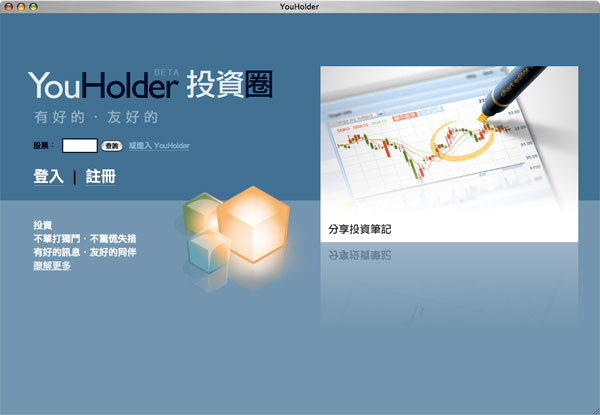 YouHolder
BETA
YouHolder 投資圈
有好的．友好的
股票： 查詢 或進入 YouHolder
登入 | 註冊
投資
不單打獨鬥．不驚慌失措
有好的訊息．友好的同伴
瞭解更多
chart editor
分享投資筆記